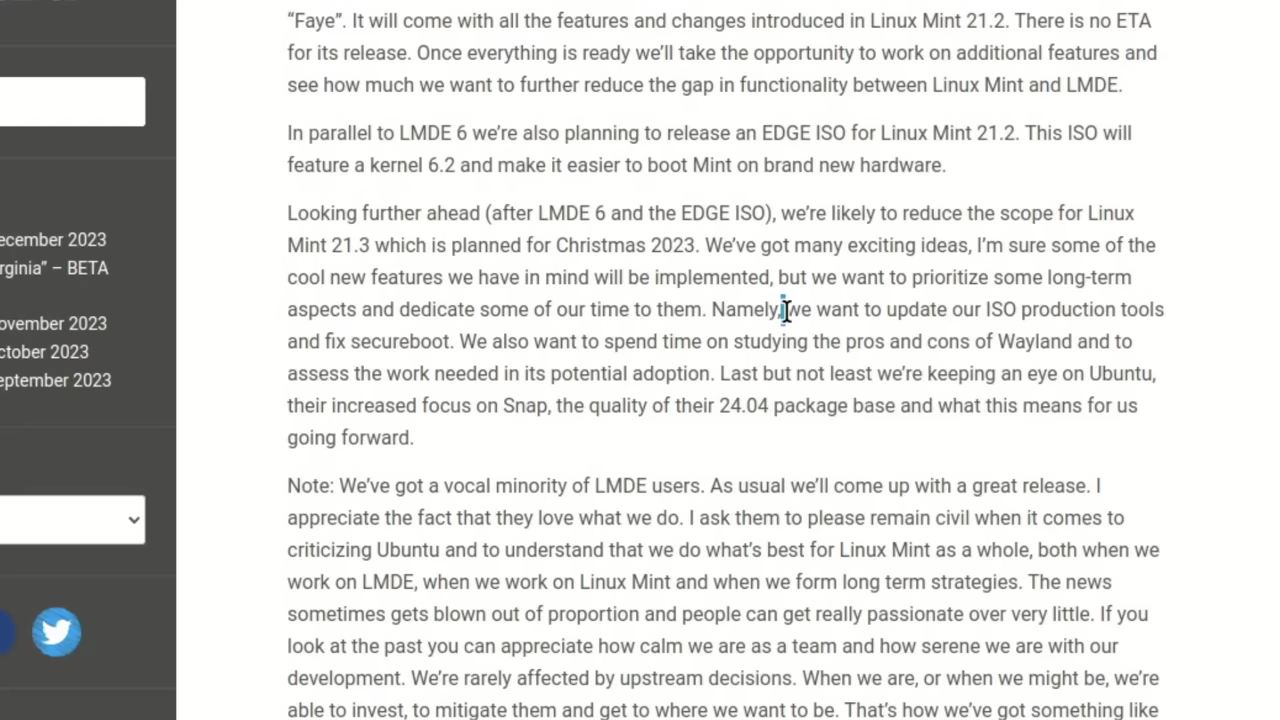 “Faye”. It will come with all the features and changes introduced in Linux Mint 21.2. There is no ETA
for its release. Once everything is ready we’ll take the opportunity to work on additional features and
see how much we want to further reduce the gap in functionality between Linux Mint and LMDE.
In parallel to LMDE 6 we’re also planning to release an EDGE ISO for Linux Mint 21.2. This ISO will
feature a kernel 6.2 and make it easier to boot Mint on brand new hardware.
Looking further ahead (after LMDE 6 and the EDGE ISO), we’re likely to reduce the scope for Linux
Mint 21.3 which is planned for Christmas 2023. We’ve got many exciting ideas, I’m sure some of the
cool new features we have in mind will be implemented, but we want to prioritize some long-term
aspects and dedicate some of our time to them. Namely, we want to update our ISO production tools
and fix secureboot. We also want to spend time on studying the pros and cons of Wayland and to
assess the work needed in its potential adoption. Last but not least we’re keeping an eye on Ubuntu,
their increased focus on Snap, the quality of their 24.04 package base and what this means for us
going forward.
Note: We’ve got a vocal minority of LMDE users. As usual we’ll come up with a great release. I
appreciate the fact that they love what we do. I ask them to please remain civil when it comes to
criticizing Ubuntu and to understand that we do what’s best for Linux Mint as a whole, both when we
work on LMDE, when we work on Linux Mint and when we form long term strategies. The news
sometimes gets blown out of proportion and people can get really passionate over very little. If you
look at the past you can appreciate how calm we are as a team and how serene we are with our
development. We’re rarely affected by upstream decisions. When we are, or when we might be, we’re
able to invest, to mitigate them and get to where we want to be. That’s how we’ve got something like
ecember 2023
rginia” – BETA
ovember 2023
ctober 2023
eptember 2023